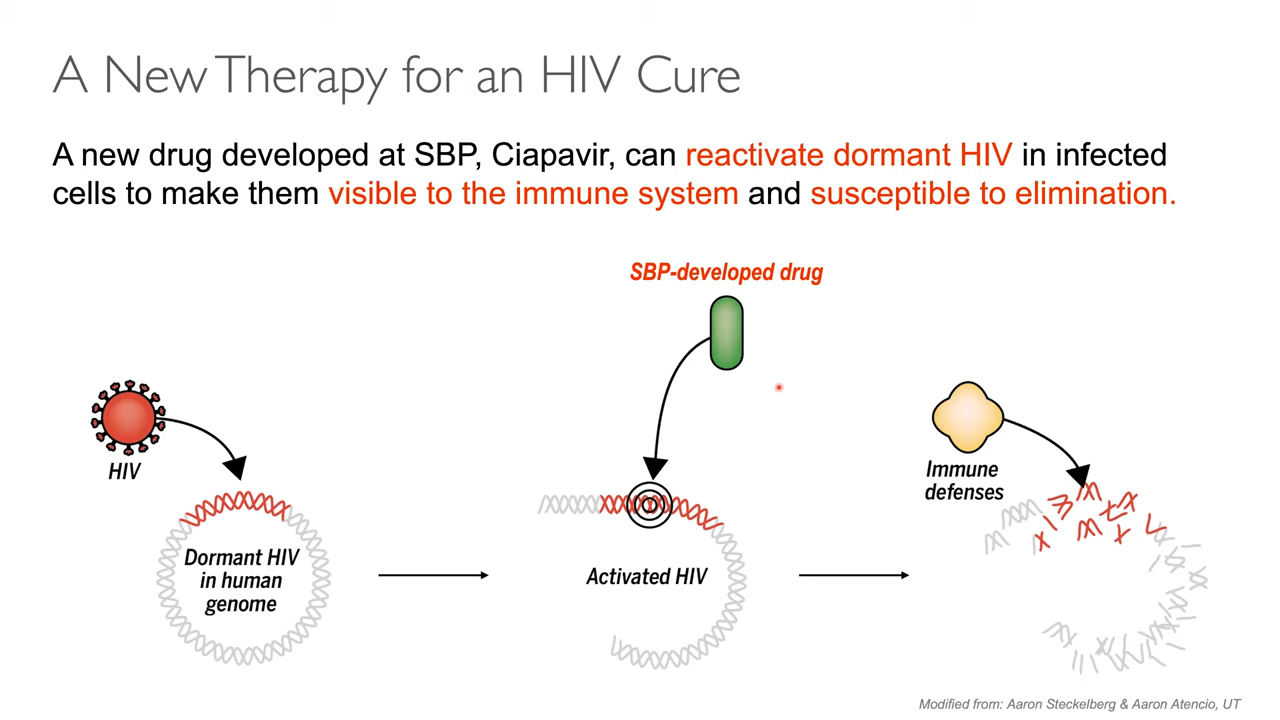 A New Therapy for an HIV Cure
A new drug developed at SBP, Ciapavir, can reactivate dormant HIV in infected
cells to make them visible to the immune system and susceptible to elimination.
SBP-developed drug
HIV
Dormant HIV
in human
genome
Activated HIV
Immune
defenses
Modified from: Aaron Steckelberg & Aaron Atencio, UT